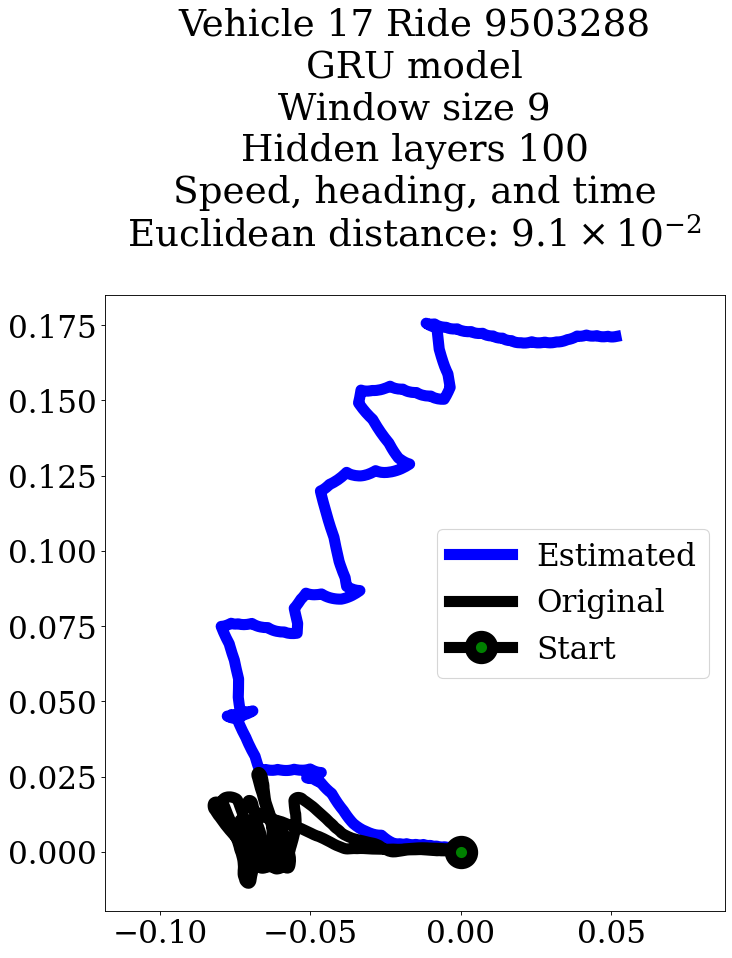 Vehicle 17 Ride 9503288
GRU model
Window size 9
Hidden layers 100
Speed, heading, and time
Euclidean distance: 9.1 × 10⁻²
0.175
0.150
0.125
0.100
0.075
0.050
0.025
0.000
Estimated
Original
Start
−0.10 −0.05 0.00 0.05